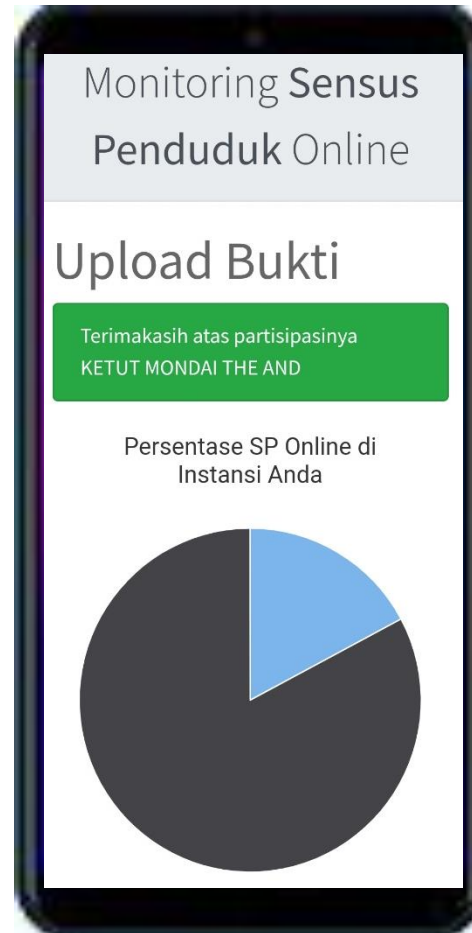 Monitoring Sensus
Penduduk Online
Upload Bukti
Terimakasih atas partisipasinya
KETUT MONDAI THE AND
Persentase SP Online di
Instansi Anda